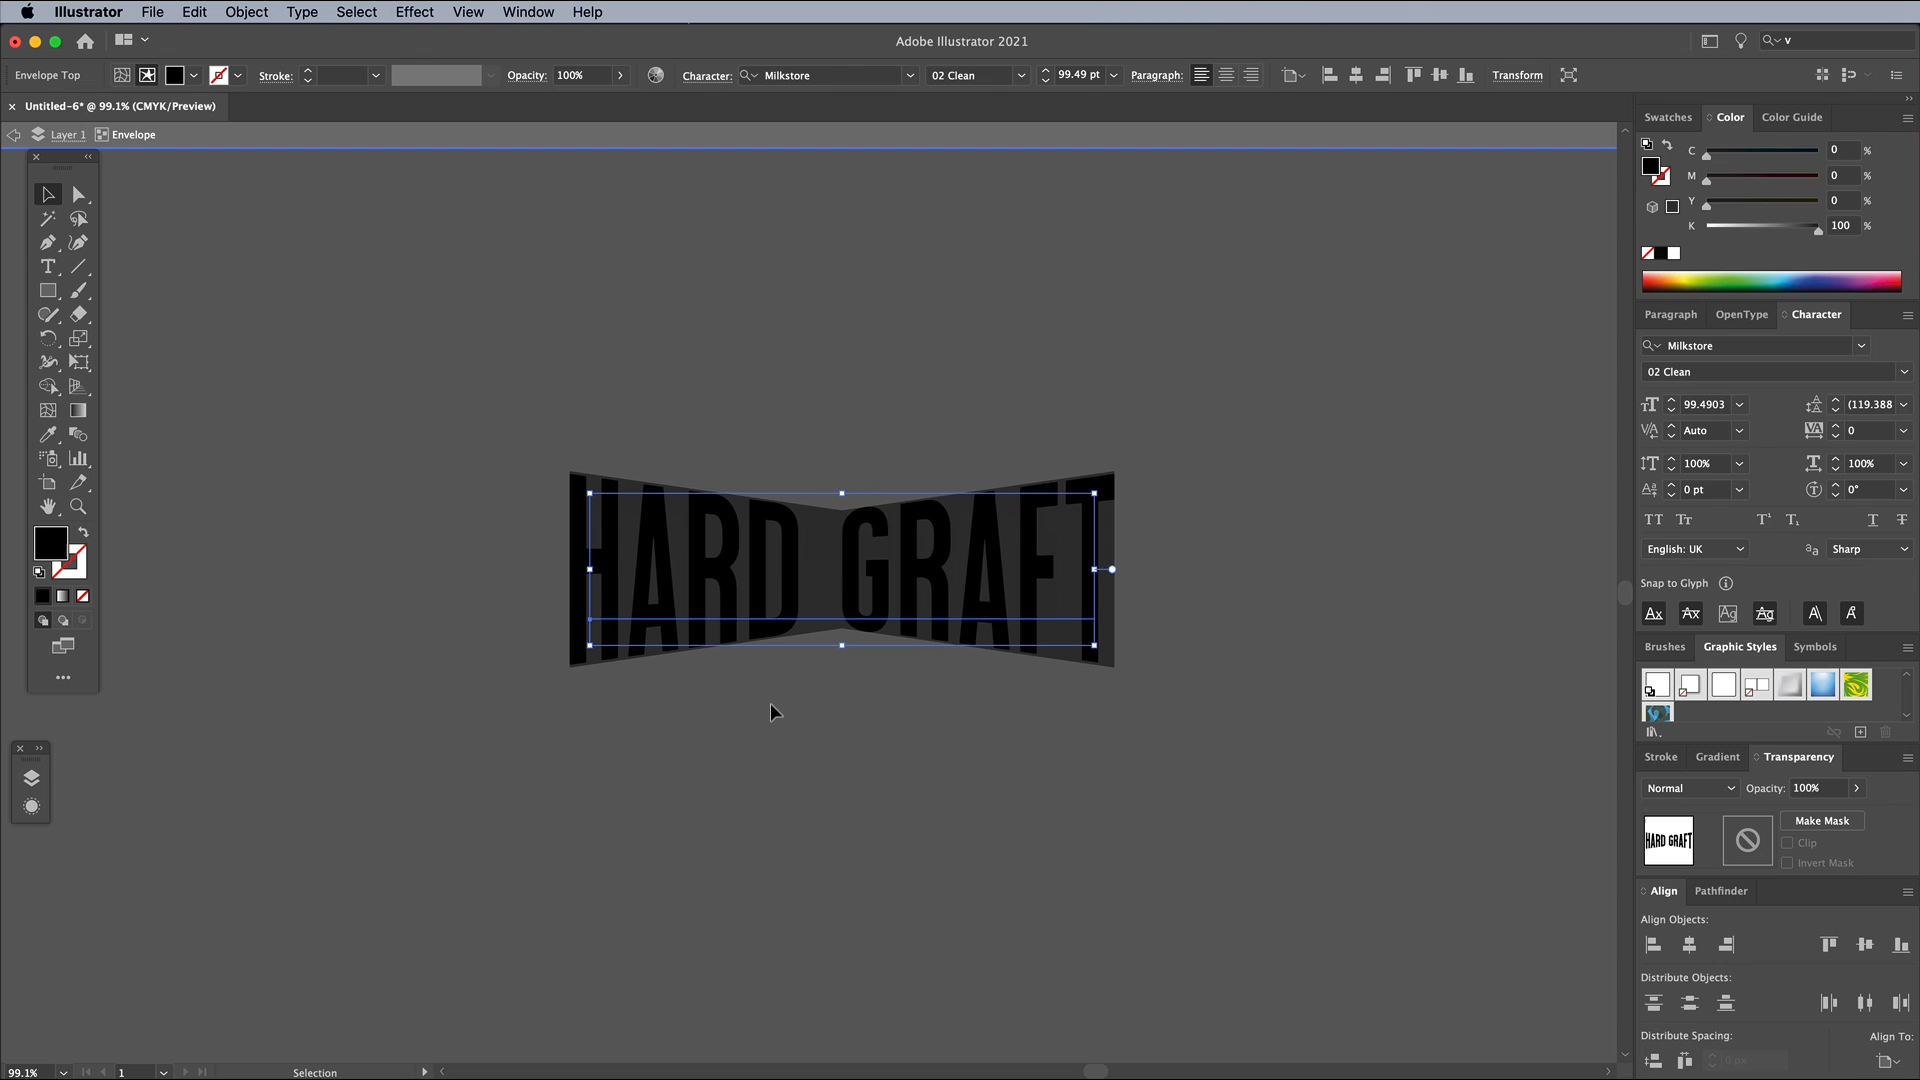 Illustrator File Edit Object Type Select Effect View Window Help
Adobe Illustrator 2021
v
Envelope Top
Stroke:
Opacity: 100%
Character: Milkstore
02 Clean
99.49 pt
Paragraph:
Transform
Untitled-6* @ 99.1% (CMYK/Preview)
Layer 1 Envelope
HARD GRAFT
Swatches Color Color Guide
C 0 %
M 0 %
Y 0 %
K 100 %
Paragraph OpenType Character
Milkstore
02 Clean
99.4903 (119.388
Auto 0
100% 100%
0 pt 0°
English: UK Sharp
Snap to Glyph
Brushes Graphic Styles Symbols
Stroke Gradient Transparency
Normal Opacity: 100%
HARD GRAFT
Make Mask
Clip
Invert Mask
Align Pathfinder
Align Objects:
Distribute Objects:
Distribute Spacing: Align To:
0 px
99.1% 1 Selection